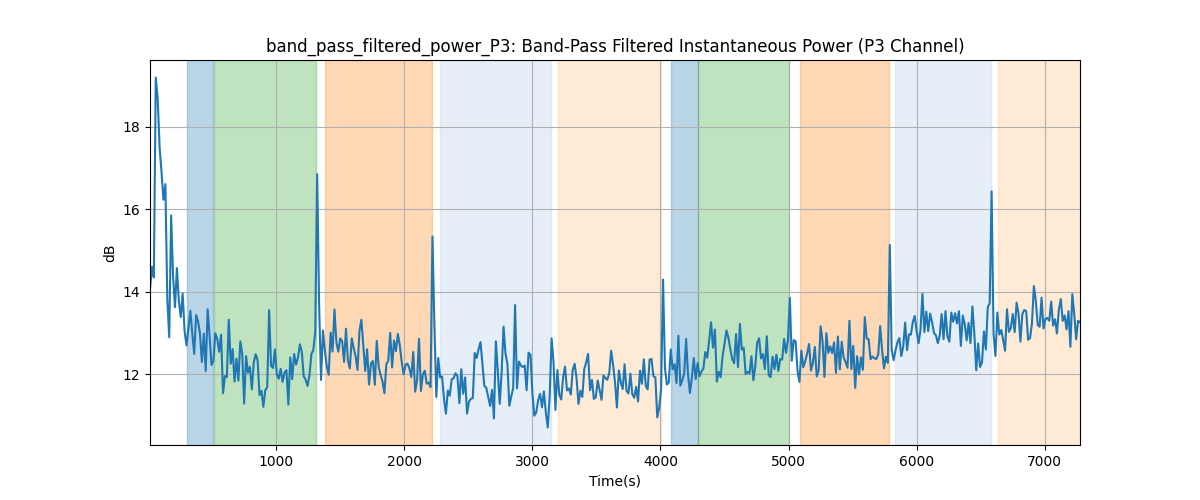 band_pass_filtered_power_P3: Band-Pass Filtered Instantaneous Power (P3 Channel)
dB
18
16
14
12
1000 2000 3000 4000 5000 6000 7000
Time(s)